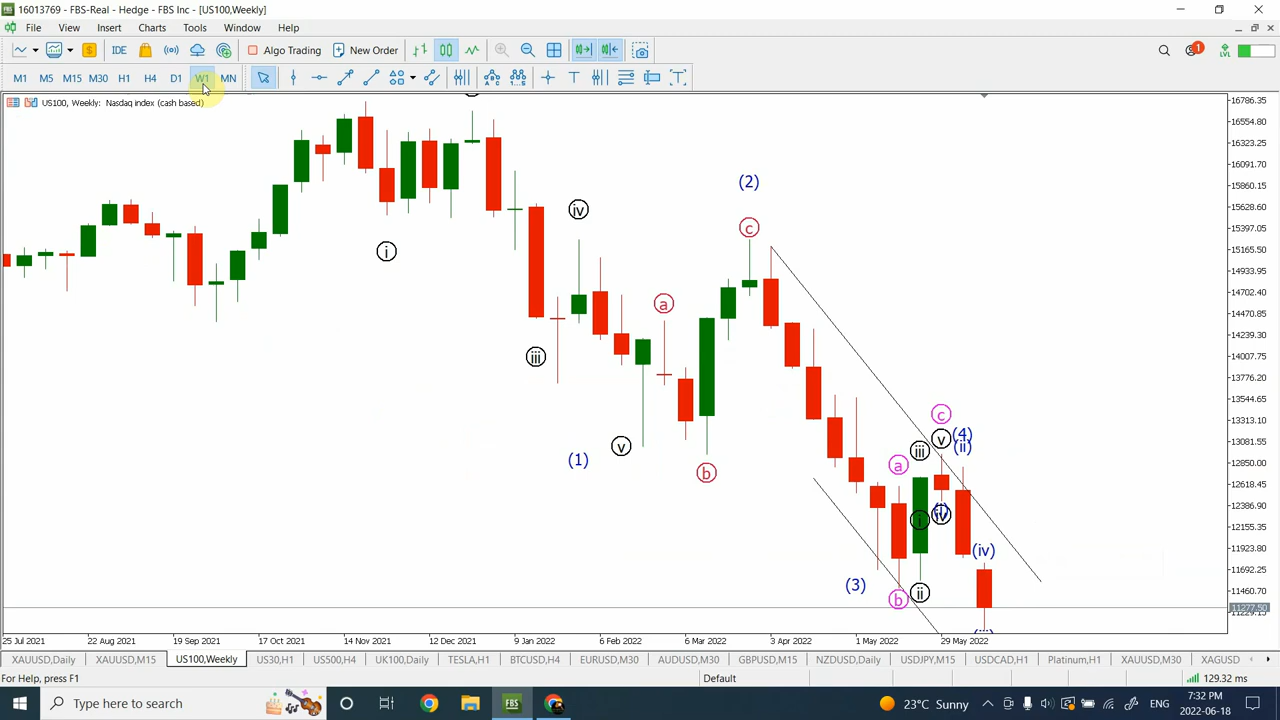 16013769 - FBS-Real - Hedge - FBS Inc - [US100,Weekly]
File View Insert Charts Tools Window Help
IDE Algo Trading New Order 1 LVL
M1 M5 M15 M30 H1 H4 D1 W1 MN
US100, Weekly: Nasdaq index (cash based)
16786.35
16554.80
16323.25
16091.70
15860.15
15628.60
15397.05
15165.50
14933.95
14702.40
14470.85
14239.30
14007.75
13776.20
13544.65
13313.10
13081.55
12850.00
12618.45
12386.90
12155.35
11923.80
11692.25
11460.70
11277.50
(2)
c
iv
i
a
iii
v
(1)
b
c
v (4)
iii (ii)
a
i iv
(iv)
(3)
b ii
25 Jul 2021 22 Aug 2021 19 Sep 2021 17 Oct 2021 14 Nov 2021 12 Dec 2021 9 Jan 2022 6 Feb 2022 6 Mar 2022 3 Apr 2022 1 May 2022 29 May 2022
XAUUSD,Daily XAUUSD,M15 US100,Weekly US30,H1 US500,H4 UK100,Daily TESLA,H1 BTCUSD,H4 EURUSD,M30 AUDUSD,M30 GBPUSD,M15 NZDUSD,Daily USDJPY,M15 USDCAD,H1 Platinum,H1 XAUUSD,M30 XAGUSD
For Help, press F1 Default 129.32 ms
Type here to search FBS 23°C Sunny ENG 7:32 PM
2022-06-18